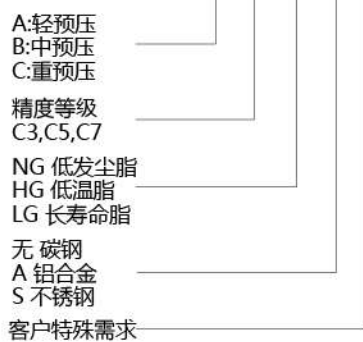 A:轻预压
B:中预压
C:重预压
精度等级
C3,C5,C7
NG 低发尘脂
HG 低温脂
LG 长寿命脂
无 碳钢
A 铝合金
S 不锈钢
客户特殊需求